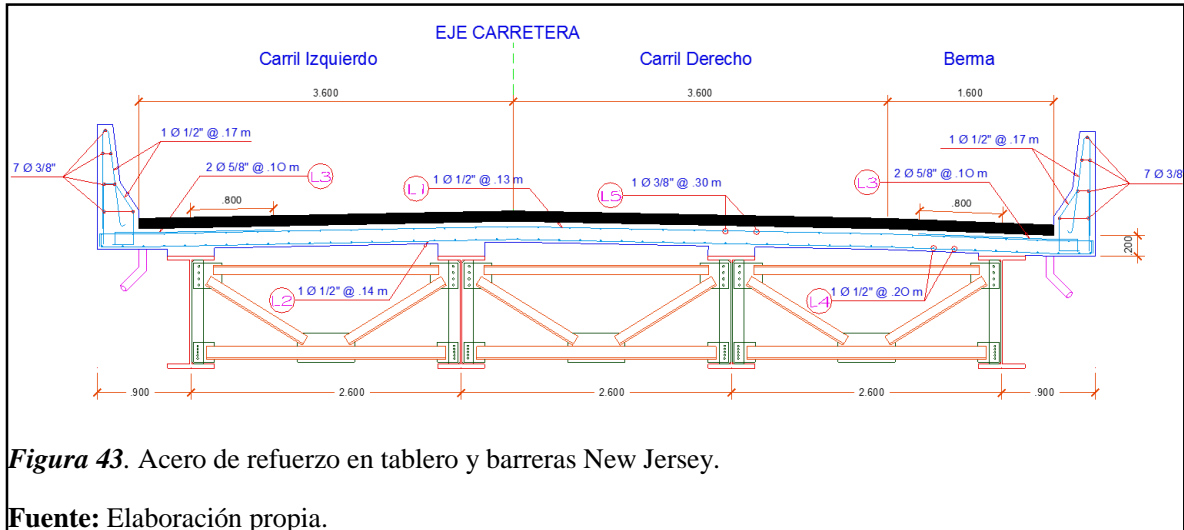 EJE CARRETERA
Carril Izquierdo
Carril Derecho
Berma
3.600
3.600
1.600
1 Ø 1/2" @ .17 m
1 Ø 1/2" @ .17 m
7 Ø 3/8"
2 Ø 5/8" @ .10 m
L3
L1
1 Ø 1/2" @ .13 m
1 Ø 3/8" @ .30 m
L5
L3
2 Ø 5/8" @ .10 m
7 Ø 3/8
.800
.800
.200
L2
1 Ø 1/2" @ .14 m
L4
1 Ø 1/2" @ .20 m
.900
2.600
2.600
2.600
.900
Figura 43. Acero de refuerzo en tablero y barreras New Jersey.
Fuente: Elaboración propia.